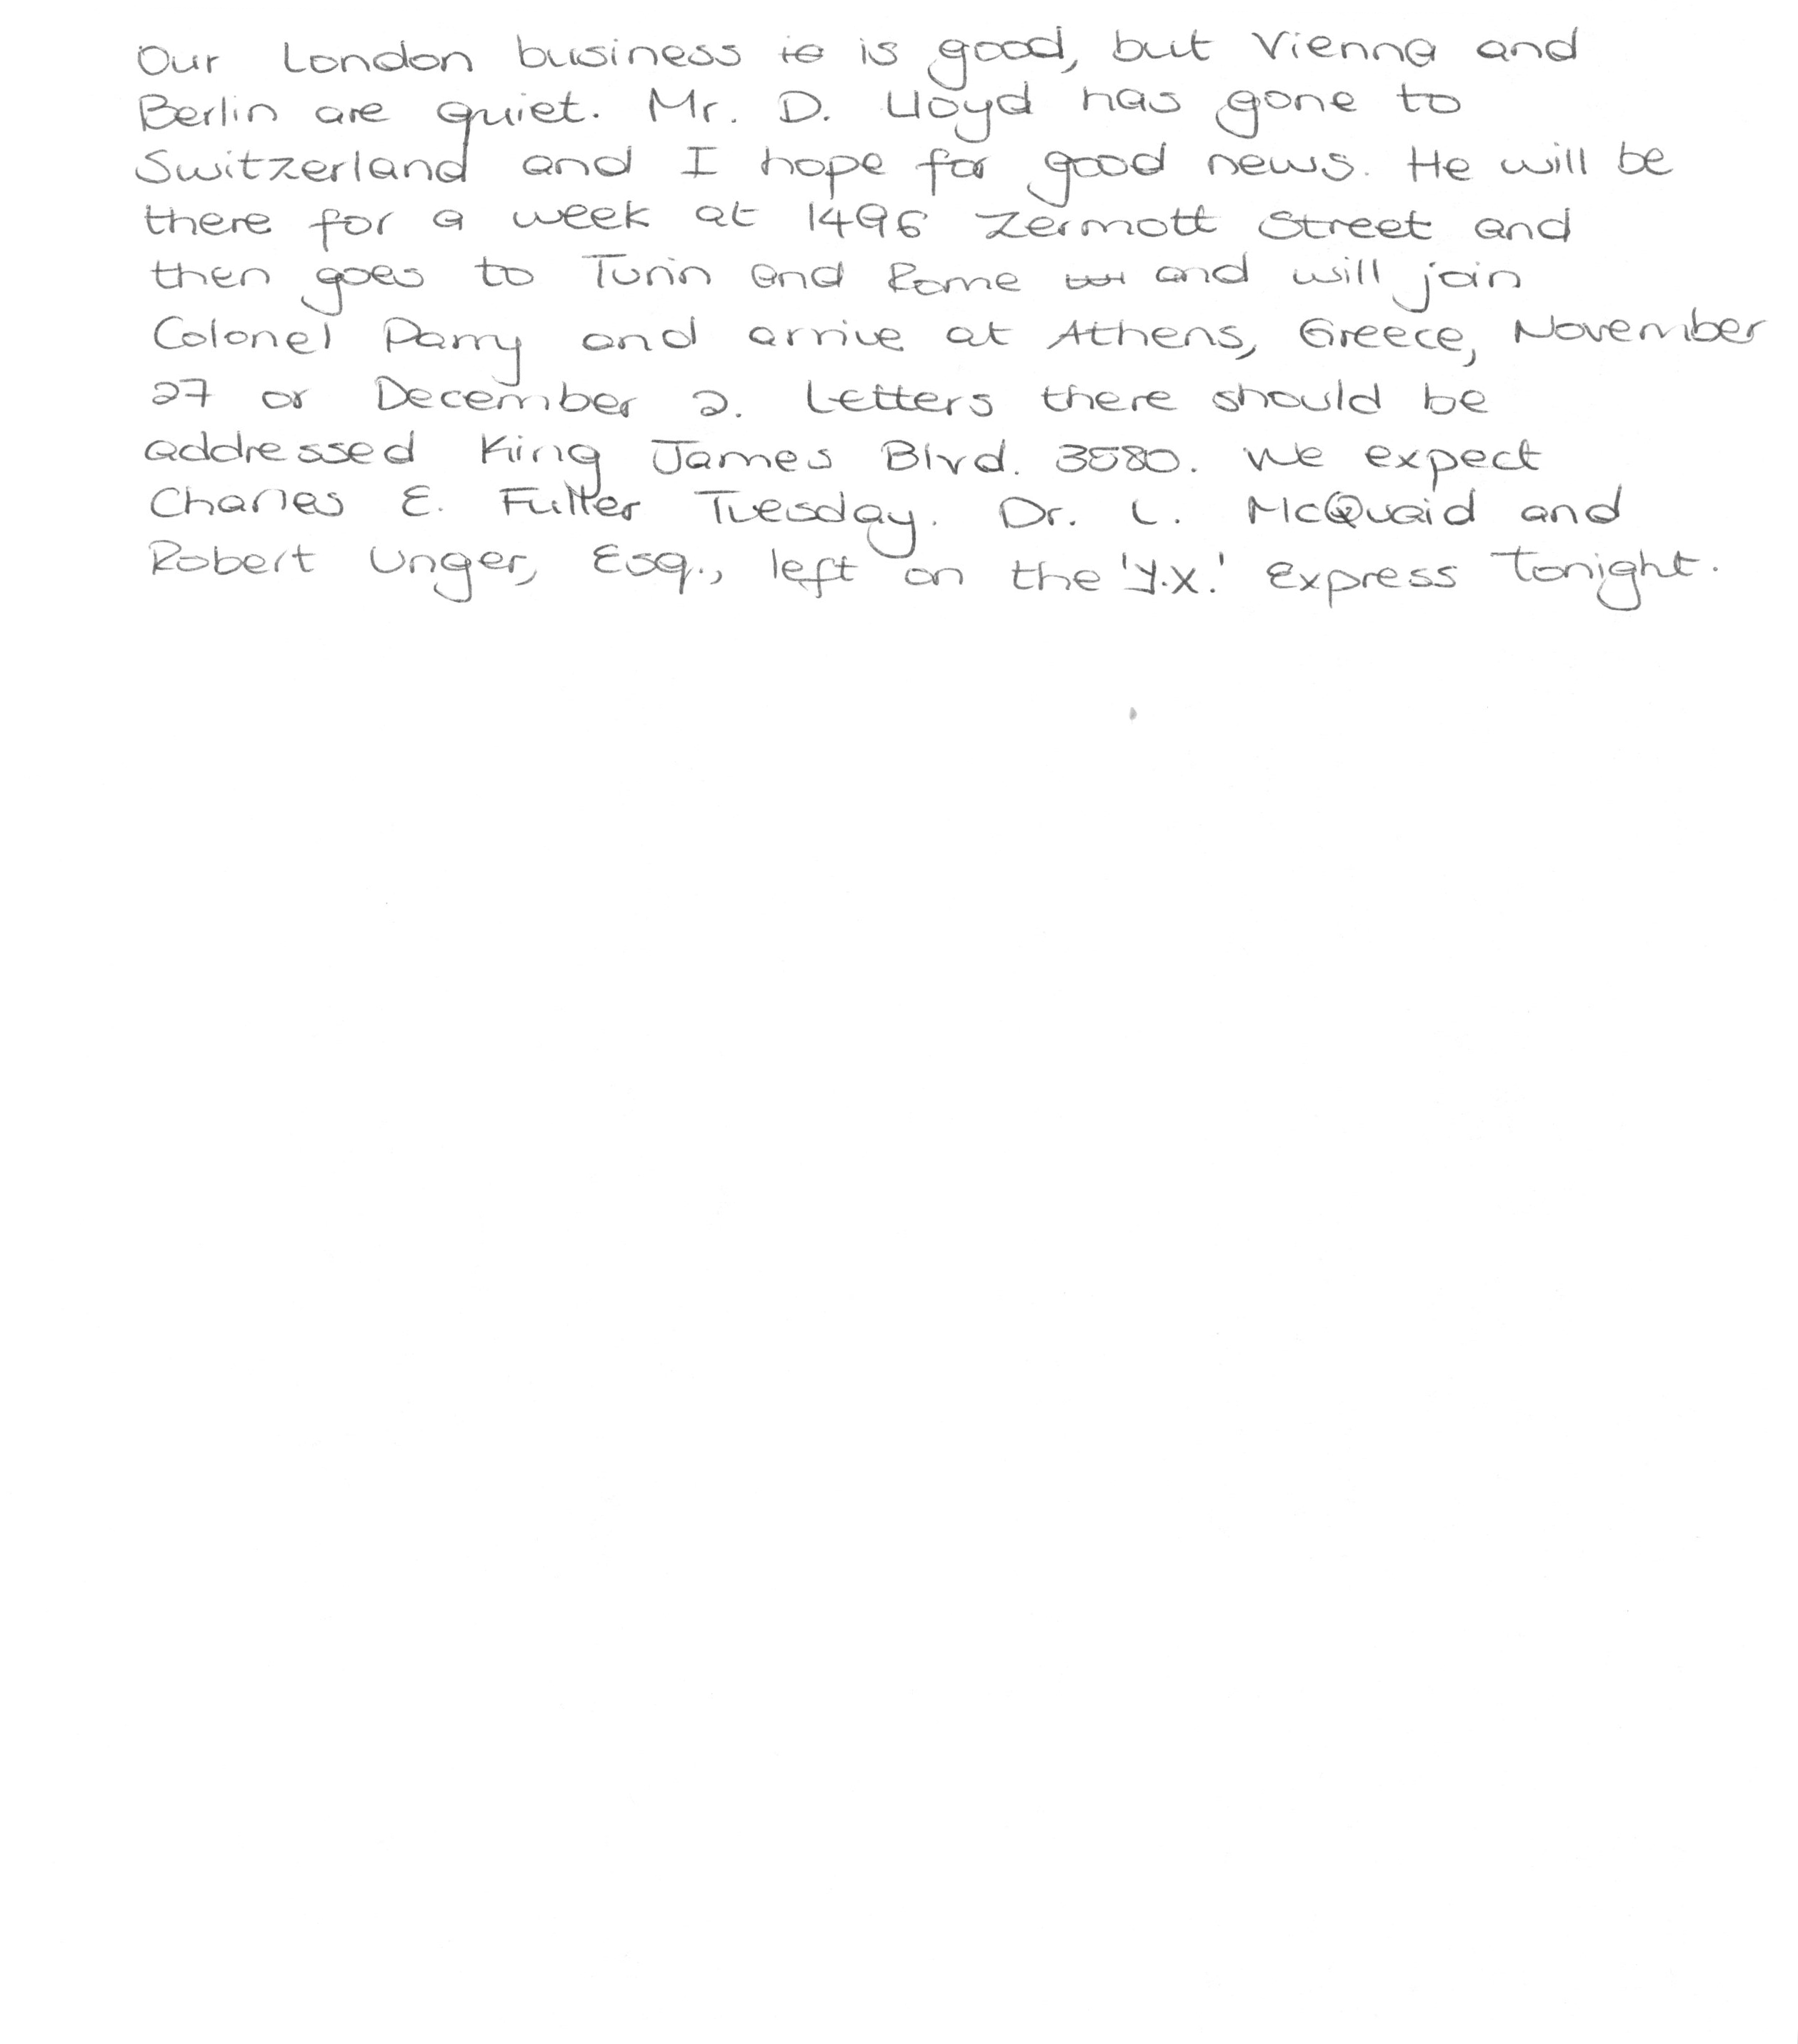 Our London business is good, but Vienna and
Berlin are quiet. Mr. D. Lloyd has gone to
Switzerland and I hope for good news. He will be
there for a week at 1496 Zermott Street and
then goes to Turin and Rome and will join
Colonel Parry and arrive at Athens, Greece, November
27 or December 2. Letters there should be
addressed King James Blvd. 3580. We expect
Charles E. Fuller Tuesday. Dr. L. McQuaid and
Robert Unger, Esq., left on the 'Y.X.' Express Tonight.